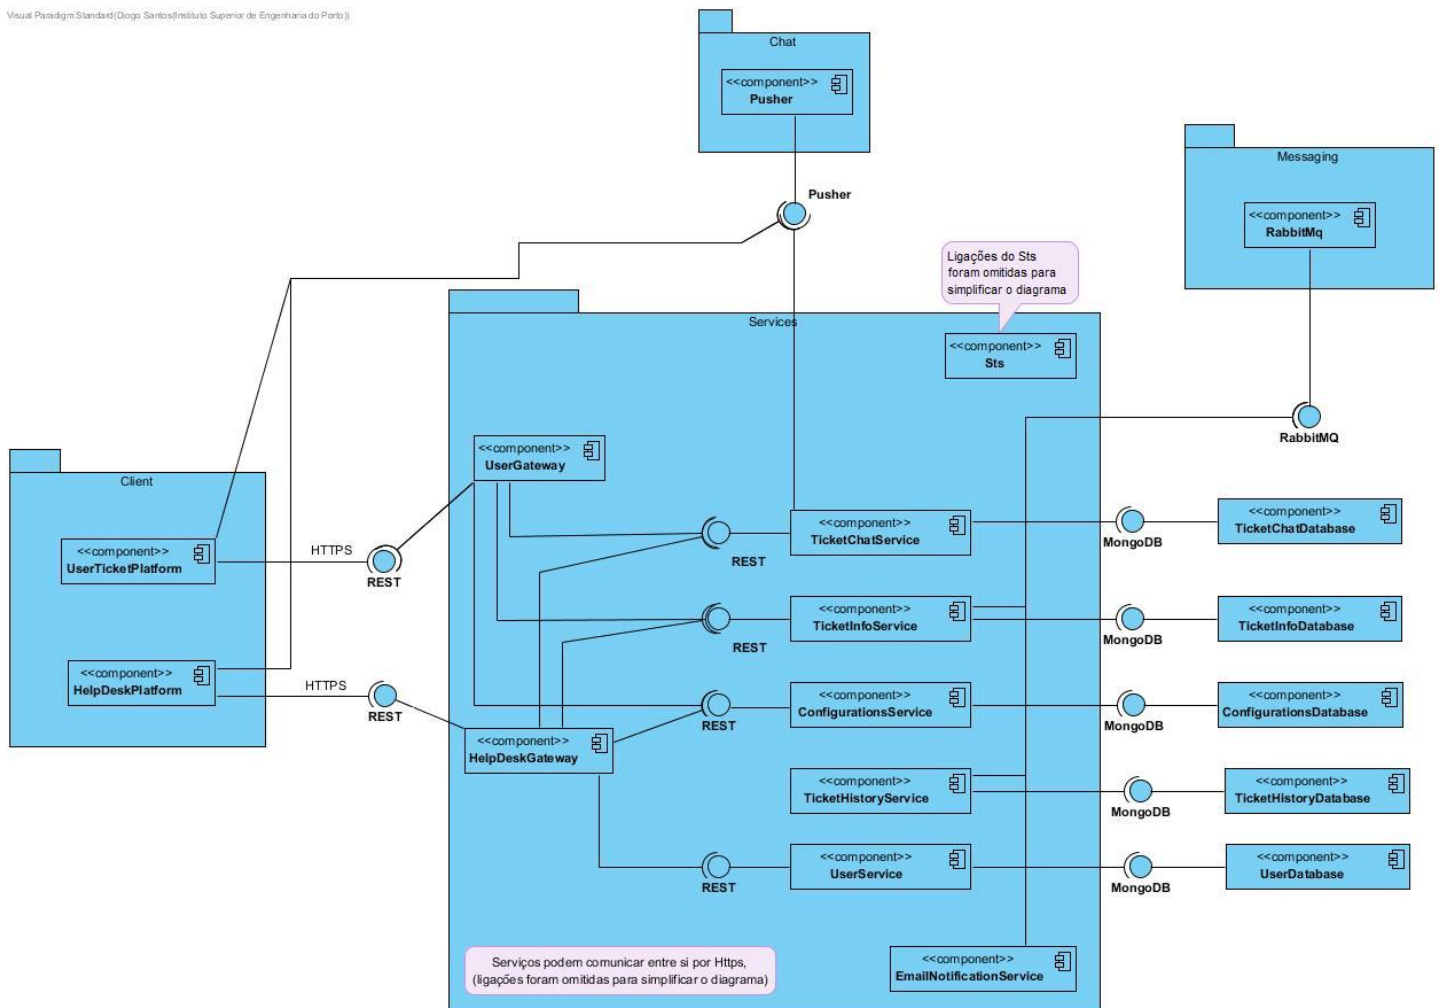 Visual Paradigm Standard(Diogo Santos(Instituto Superior de Engenharia do Porto))
Chat
<<component>>
Pusher
Pusher
Messaging
<<component>>
RabbitMq
RabbitMQ
Ligações do Sts
foram omitidas para
simplificar o diagrama
Services
<<component>>
Sts
Client
<<component>>
UserTicketPlatform
HTTPS
REST
<<component>>
HelpDeskPlatform
HTTPS
REST
<<component>>
UserGateway
<<component>>
HelpDeskGateway
REST
<<component>>
TicketChatService
MongoDB
<<component>>
TicketChatDatabase
REST
<<component>>
TicketInfoService
MongoDB
<<component>>
TicketInfoDatabase
REST
<<component>>
ConfigurationsService
MongoDB
<<component>>
ConfigurationsDatabase
<<component>>
TicketHistoryService
MongoDB
<<component>>
TicketHistoryDatabase
REST
<<component>>
UserService
MongoDB
<<component>>
UserDatabase
Serviços podem comunicar entre si por Https,
(ligações foram omitidas para simplificar o diagrama)
<<component>>
EmailNotificationService